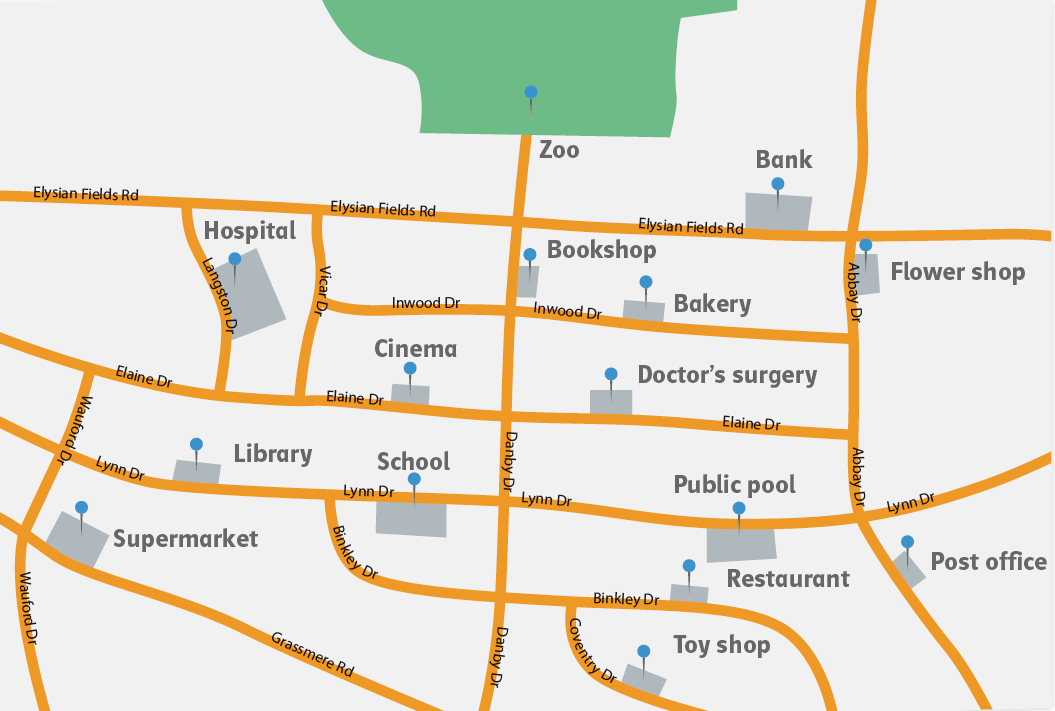 Zoo
Bank
Elysian Fields Rd
Elysian Fields Rd
Elysian Fields Rd
Hospital
Bookshop
Flower shop
Langston Dr
Vicar Dr
Abbay Dr
Inwood Dr
Inwood Dr
Bakery
Cinema
Doctor's surgery
Elaine Dr
Elaine Dr
Elaine Dr
Wauford Dr
Library
School
Danby Dr
Abbay Dr
Lynn Dr
Lynn Dr
Lynn Dr
Public pool
Lynn Dr
Supermarket
Binkley Dr
Post office
Restaurant
Binkley Dr
Wauford Dr
Grassmere Rd
Danby Dr
Coventry Dr
Toy shop